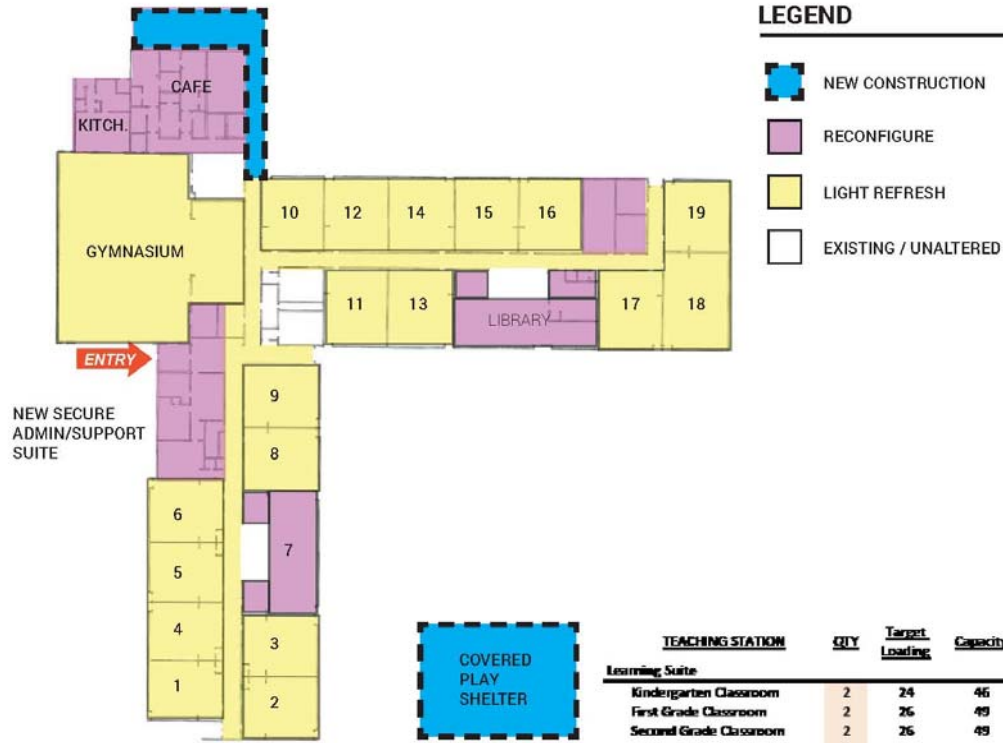 LEGEND
NEW CONSTRUCTION
RECONFIGURE
LIGHT REFRESH
EXISTING / UNALTERED
CAFE
KITCH.
GYMNASIUM
10
12
14
15
16
19
11
13
LIBRARY
17
18
ENTRY
NEW SECURE
ADMIN/SUPPORT
SUITE
9
8
6
7
5
4
3
1
2
COVERED
PLAY
SHELTER
TEACHING STATION QTY Target Loading Capacity
Learning Suite
Kindergarten Classroom 2 24 46
First Grade Classroom 2 26 49
Second Grade Classroom 2 26 49